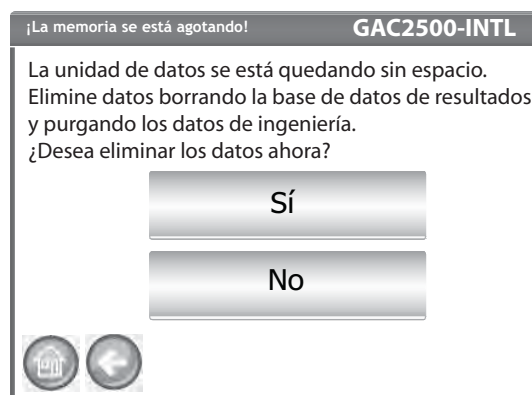 ¡La memoria se está agotando! GAC2500-INTL
La unidad de datos se está quedando sin espacio.
Elimine datos borrando la base de datos de resultados
y purgando los datos de ingeniería.
¿Desea eliminar los datos ahora?
Sí
No